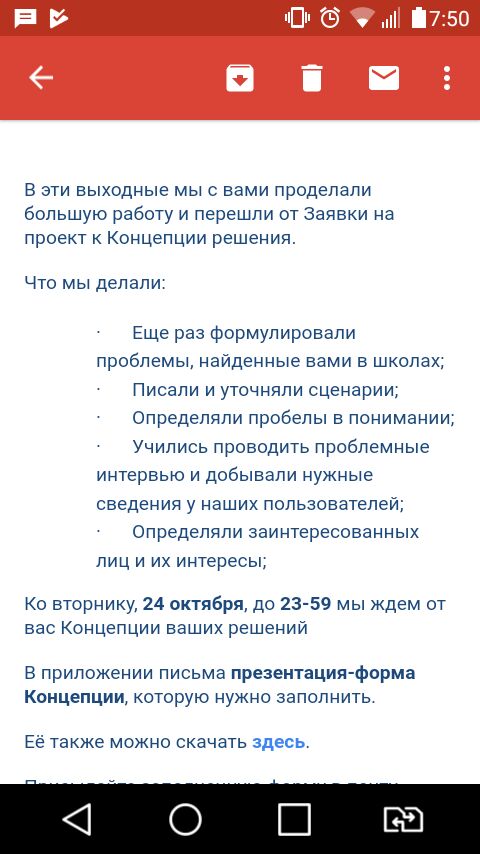 7:50
В эти выходные мы с вами проделали
большую работу и перешли от Заявки на
проект к Концепции решения.
Что мы делали:
· Еще раз формулировали
проблемы, найденные вами в школах;
· Писали и уточняли сценарии;
· Определяли пробелы в понимании;
· Учились проводить проблемные
интервью и добывали нужные
сведения у наших пользователей;
· Определяли заинтересованных
лиц и их интересы;
Ко вторнику, 24 октября, до 23-59 мы ждем от
вас Концепции ваших решений
В приложении письма презентация-форма
Концепции, которую нужно заполнить.
Её также можно скачать здесь.